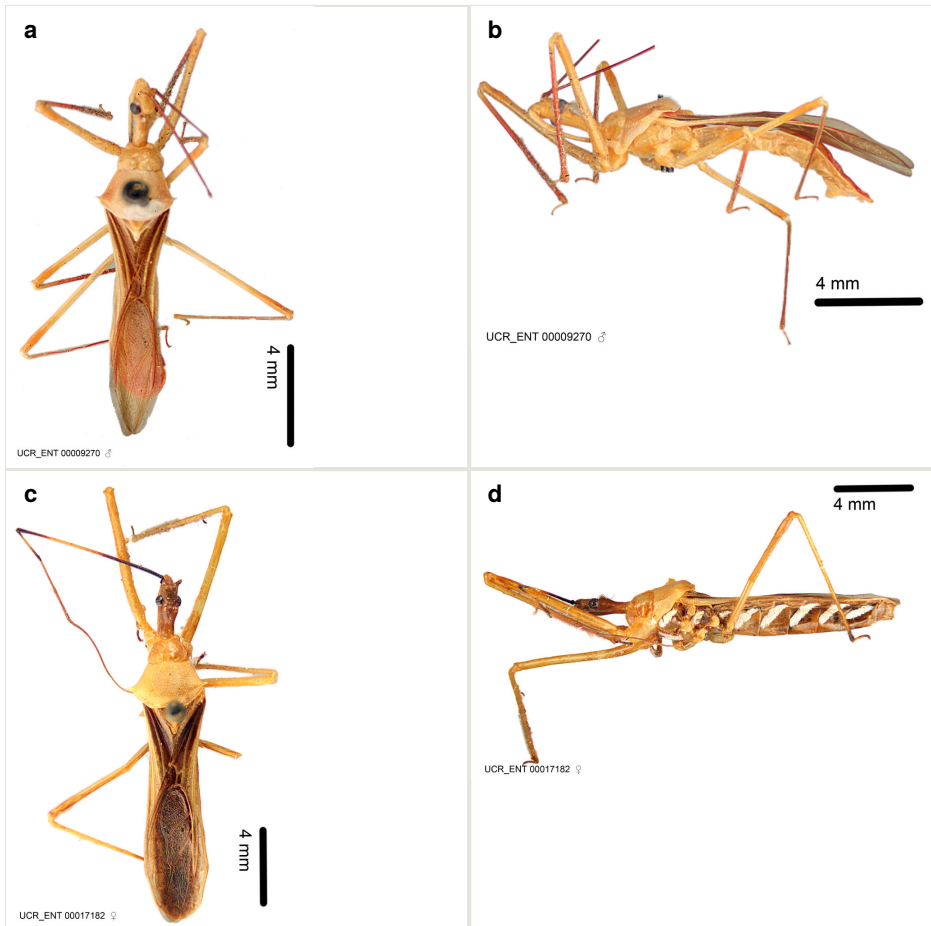 a
4 mm
UCR_ENT 00009270 ♂
b
4 mm
UCR_ENT 00009270 ♂
c
4 mm
UCR_ENT 00017182 ♀
d
4 mm
UCR_ENT 00017182 ♀